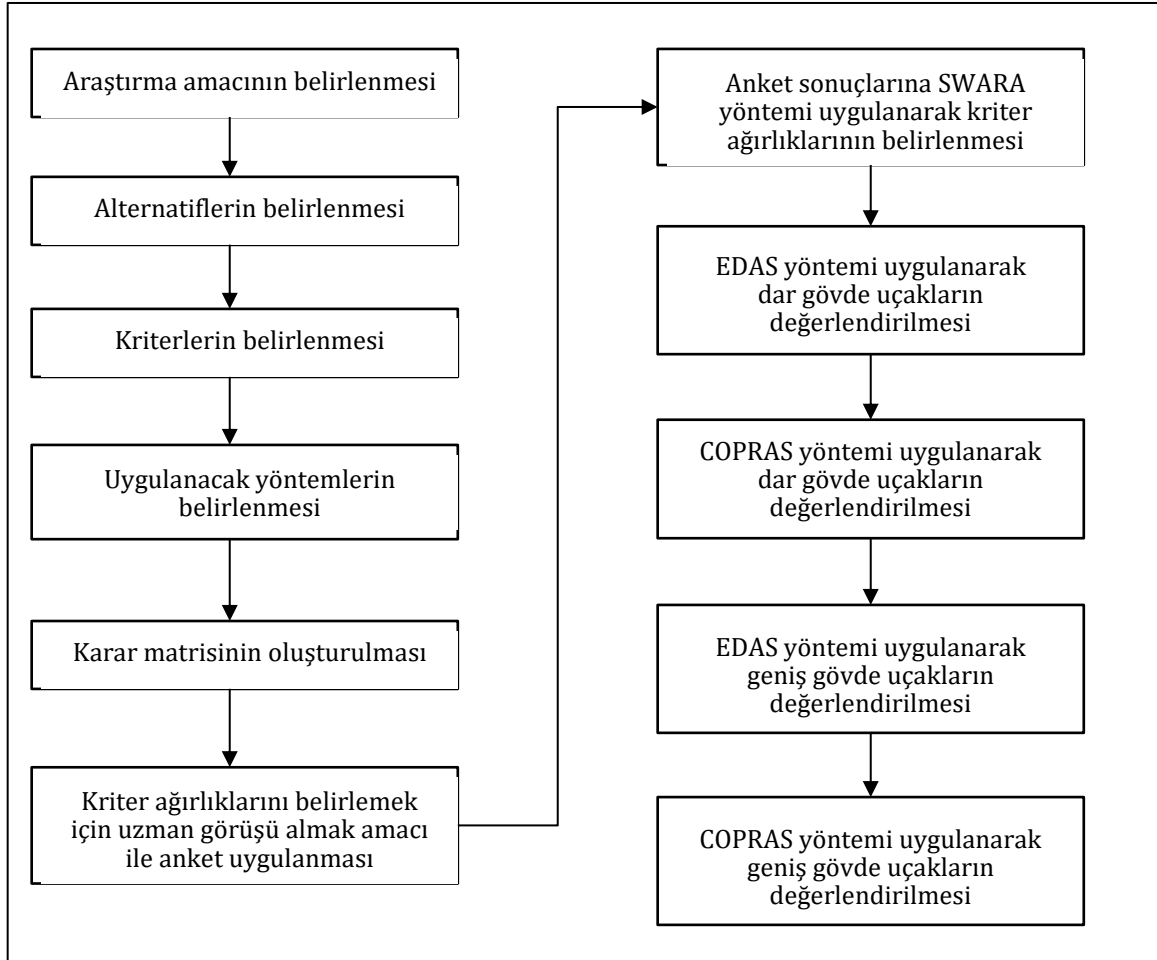 Araştırma amacının belirlenmesi
Alternatiflerin belirlenmesi
Kriterlerin belirlenmesi
Uygulanacak yöntemlerin
belirlenmesi
Karar matrisinin oluşturulması
Kriter ağırlıklarını belirlemek
için uzman görüşü almak amacı
ile anket uygulanması
Anket sonuçlarına SWARA
yöntemi uygulanarak kriter
ağırlıklarının belirlenmesi
EDAS yöntemi uygulanarak
dar gövde uçakların
değerlendirilmesi
COPRAS yöntemi uygulanarak
dar gövde uçakların
değerlendirilmesi
EDAS yöntemi uygulanarak
geniş gövde uçakların
değerlendirilmesi
COPRAS yöntemi uygulanarak
geniş gövde uçakların
değerlendirilmesi